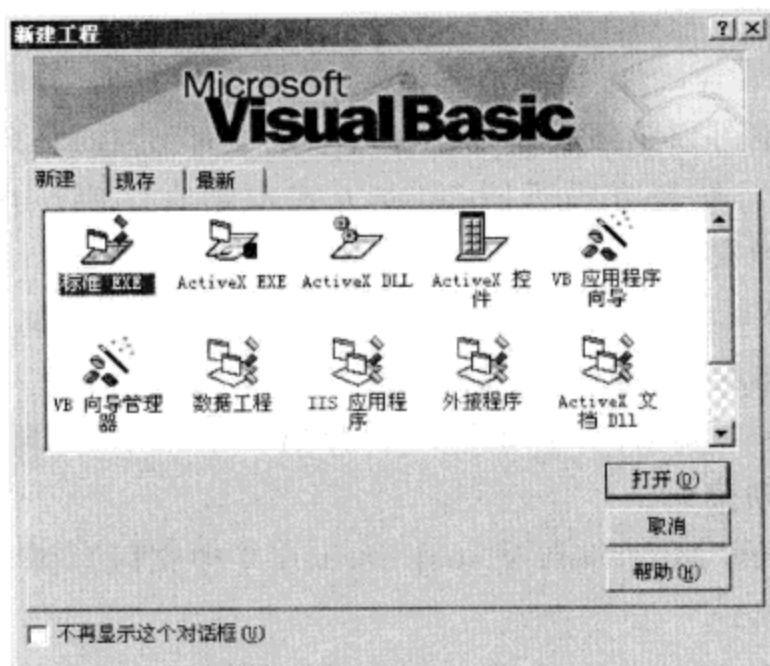 新建工程
Microsoft
Visual Basic
新建 现存 最新
标准 EXE ActiveX EXE ActiveX DLL ActiveX 控件 VB 应用程序向导
VB 向导管理器 数据工程 IIS 应用程序 外接程序 ActiveX 文档 Dll
打开(O)
取消
帮助(H)
不再显示这个对话框(U)